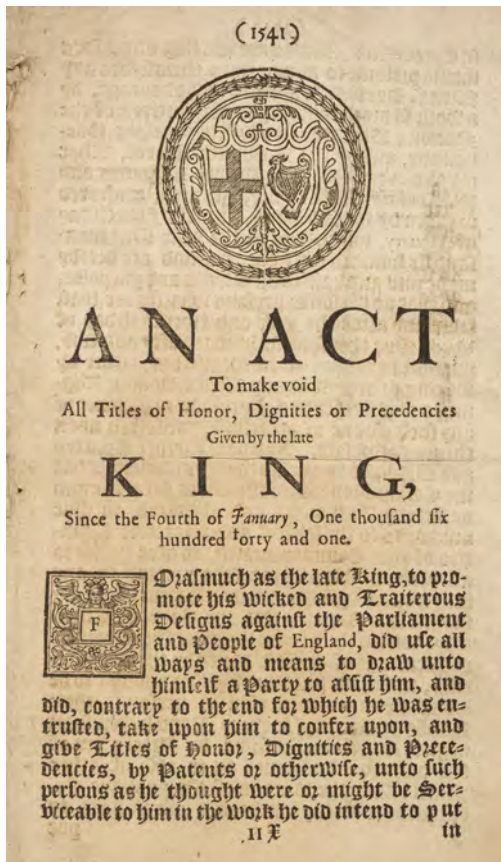 (1541)
AN ACT
To make void
All Titles of Honor, Dignities or Precedencies
Given by the late
KING,
Since the Fourth of January, One thouſand ſix
hundred forty and one.
FOraſmuch as the late King, to pro-
mote his wicked and Traiterous
Deſigns againſt the Parliament
and People of England, did uſe all
ways and means to draw unto
himſelf a Party to aſſiſt him, and
did, contrary to the end for which he was en-
truſted, take upon him to confer upon, and
give Titles of Honor, Dignities and Prece-
dencies, by Patents or otherwiſe, unto ſuch
perſons as he thought were or might be Ser-
viceable to him in the work he did intend to put
.11 X in